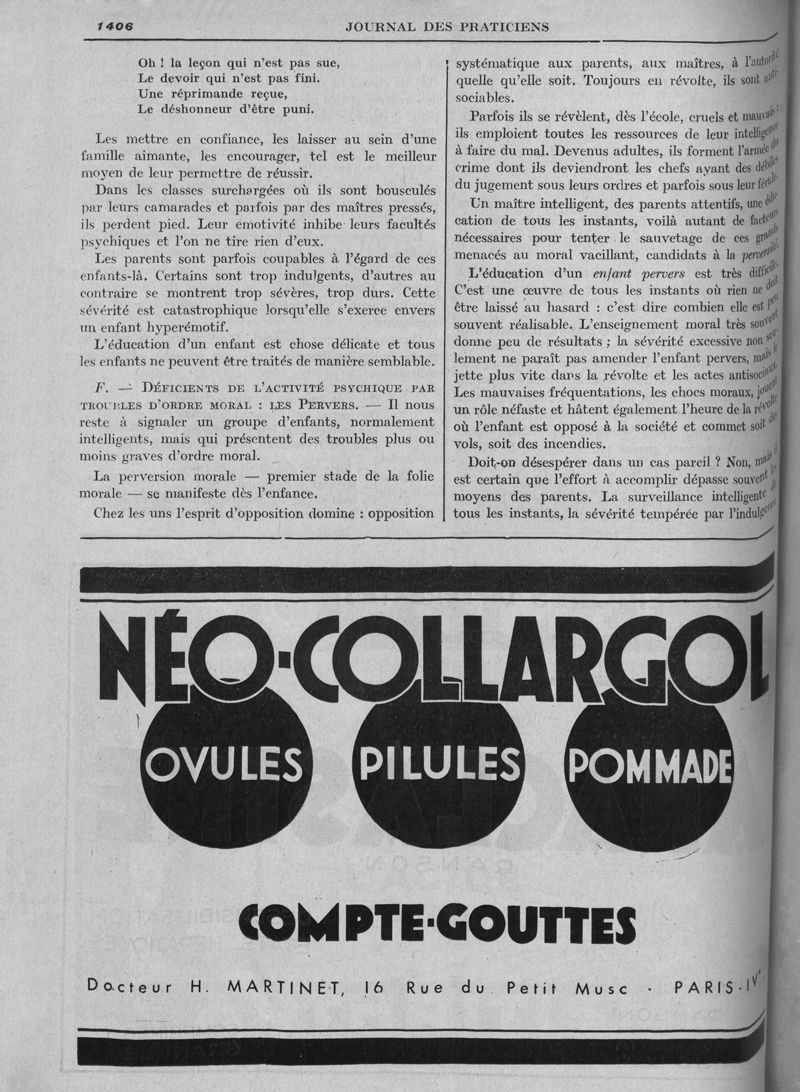 1406
JOURNAL DES PRATICIENS
Oh ! la leçon qui n'est pas sue,
Le devoir qui n'est pas fini.
Une réprimande reçue,
Le déshonneur d'être puni.
Les mettre en confiance, les laisser au sein d'une
famille aimante, les encourager, tel est le meilleur
moyen de leur permettre de réussir.
Dans les classes surchargées où ils sont bousculés
par leurs camarades et parfois par des maîtres pressés,
ils perdent pied. Leur emotivité inhibe leurs facultés
psychiques et l'on ne tire rien d'eux.
Les parents sont parfois coupables à l'égard de ces
enfants-là. Certains sont trop indulgents, d'autres au
contraire se montrent trop sévères, trop durs. Cette
sévérité est catastrophique lorsqu'elle s'exerce envers
un enfant hyperémotif.
L'éducation d'un enfant est chose délicate et tous
les enfants ne peuvent être traités de manière semblable.
F. — DÉFICIENTS DE L'ACTIVITÉ PSYCHIQUE PAR
TROUBLES D'ORDRE MORAL : LES PERVERS. — Il nous
reste à signaler un groupe d'enfants, normalement
intelligents, mais qui présentent des troubles plus ou
moins graves d'ordre moral.
La perversion morale — premier stade de la folie
morale — se manifeste dès l'enfance.
Chez les uns l'esprit d'opposition domine : opposition
systématique aux parents, aux maîtres, à l'autorité
quelle qu'elle soit. Toujours en révolte, ils sont anti-
sociables.
Parfois ils se révèlent, dès l'école, cruels et mauvais :
ils emploient toutes les ressources de leur intelligence
à faire du mal. Devenus adultes, ils forment l'armée du
crime dont ils deviendront les chefs ayant des débiles
du jugement sous leurs ordres et parfois sous leur férule.
Un maître intelligent, des parents attentifs, une édu-
cation de tous les instants, voilà autant de facteurs
nécessaires pour tenter le sauvetage de ces grands
menacés au moral vacillant, candidats à la perversité.
L'éducation d'un enfant pervers est très difficile.
C'est une œuvre de tous les instants où rien ne doit
être laissé au hasard : c'est dire combien elle est peu
souvent réalisable. L'enseignement moral très souvent
donne peu de résultats ; la sévérité excessive non seu-
lement ne paraît pas amender l'enfant pervers, mais le
jette plus vite dans la révolte et les actes antisociaux.
Les mauvaises fréquentations, les chocs moraux, jouent
un rôle néfaste et hâtent également l'heure de la révolte
où l'enfant est opposé à la société et commet soit des
vols, soit des incendies.
Doit-on désespérer dans un cas pareil ? Non, mais il
est certain que l'effort à accomplir dépasse souvent
moyens des parents. La surveillance intelligente de
tous les instants, la sévérité tempérée par l'indulgence
NÉO-COLLARGOL
OVULES PILULES POMMADE
COMPTE-GOUTTES
Docteur H. MARTINET, 16 Rue du Petit Musc - PARIS-IVe